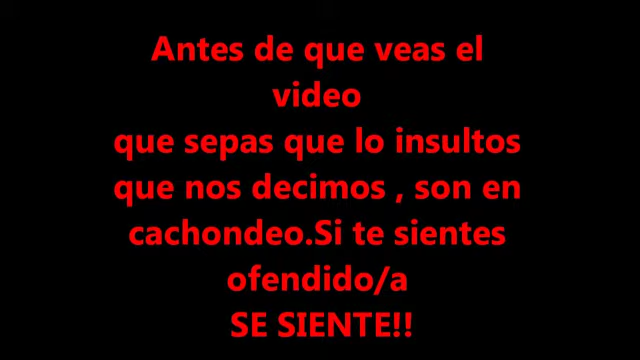 Antes de que veas el
video
que sepas que lo insultos
que nos decimos , son en
cachondeo.Si te sientes
ofendido/a
SE SIENTE!!